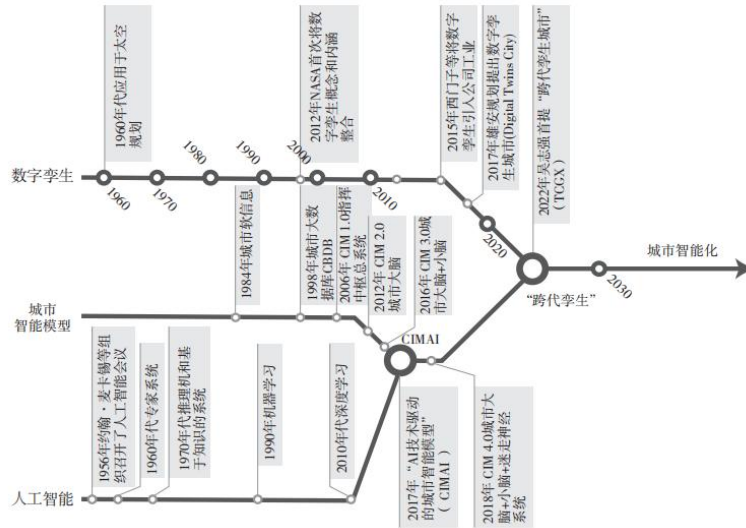 1960年代应用于太空
规划
2012年NASA首次将数
字孪生概念和内涵
整合
2015年西门子等将数字
孪生引入公司工业
2017年雄安规划提出数字孪
生城市(Digital Twins City)
2022年吴志强首提“跨代孪生城市”
(TCGX)
数字孪生
1960
1970
1980
1990
2000
2010
2020
2030
城市智能化
“跨代孪生”
1984年城市软信息
1998年城市大数
据库CBDB
2006年 CIM 1.0指挥
中枢总系统
2012年 CIM 2.0
城市大脑
2016年 CIM 3.0城
市大脑+小脑
城市
智能模型
CIMAI
1956年约翰·麦卡锡等组
织召开了人工智能会议
1960年代专家系统
1970年代推理机和基
于知识的系统
1990年机器学习
2010年代深度学习
2017年“AI技术驱动
的城市智能模型”
(CIMAI)
2018年 CIM 4.0城市大
脑+小脑+迷走神经
系统
人工智能